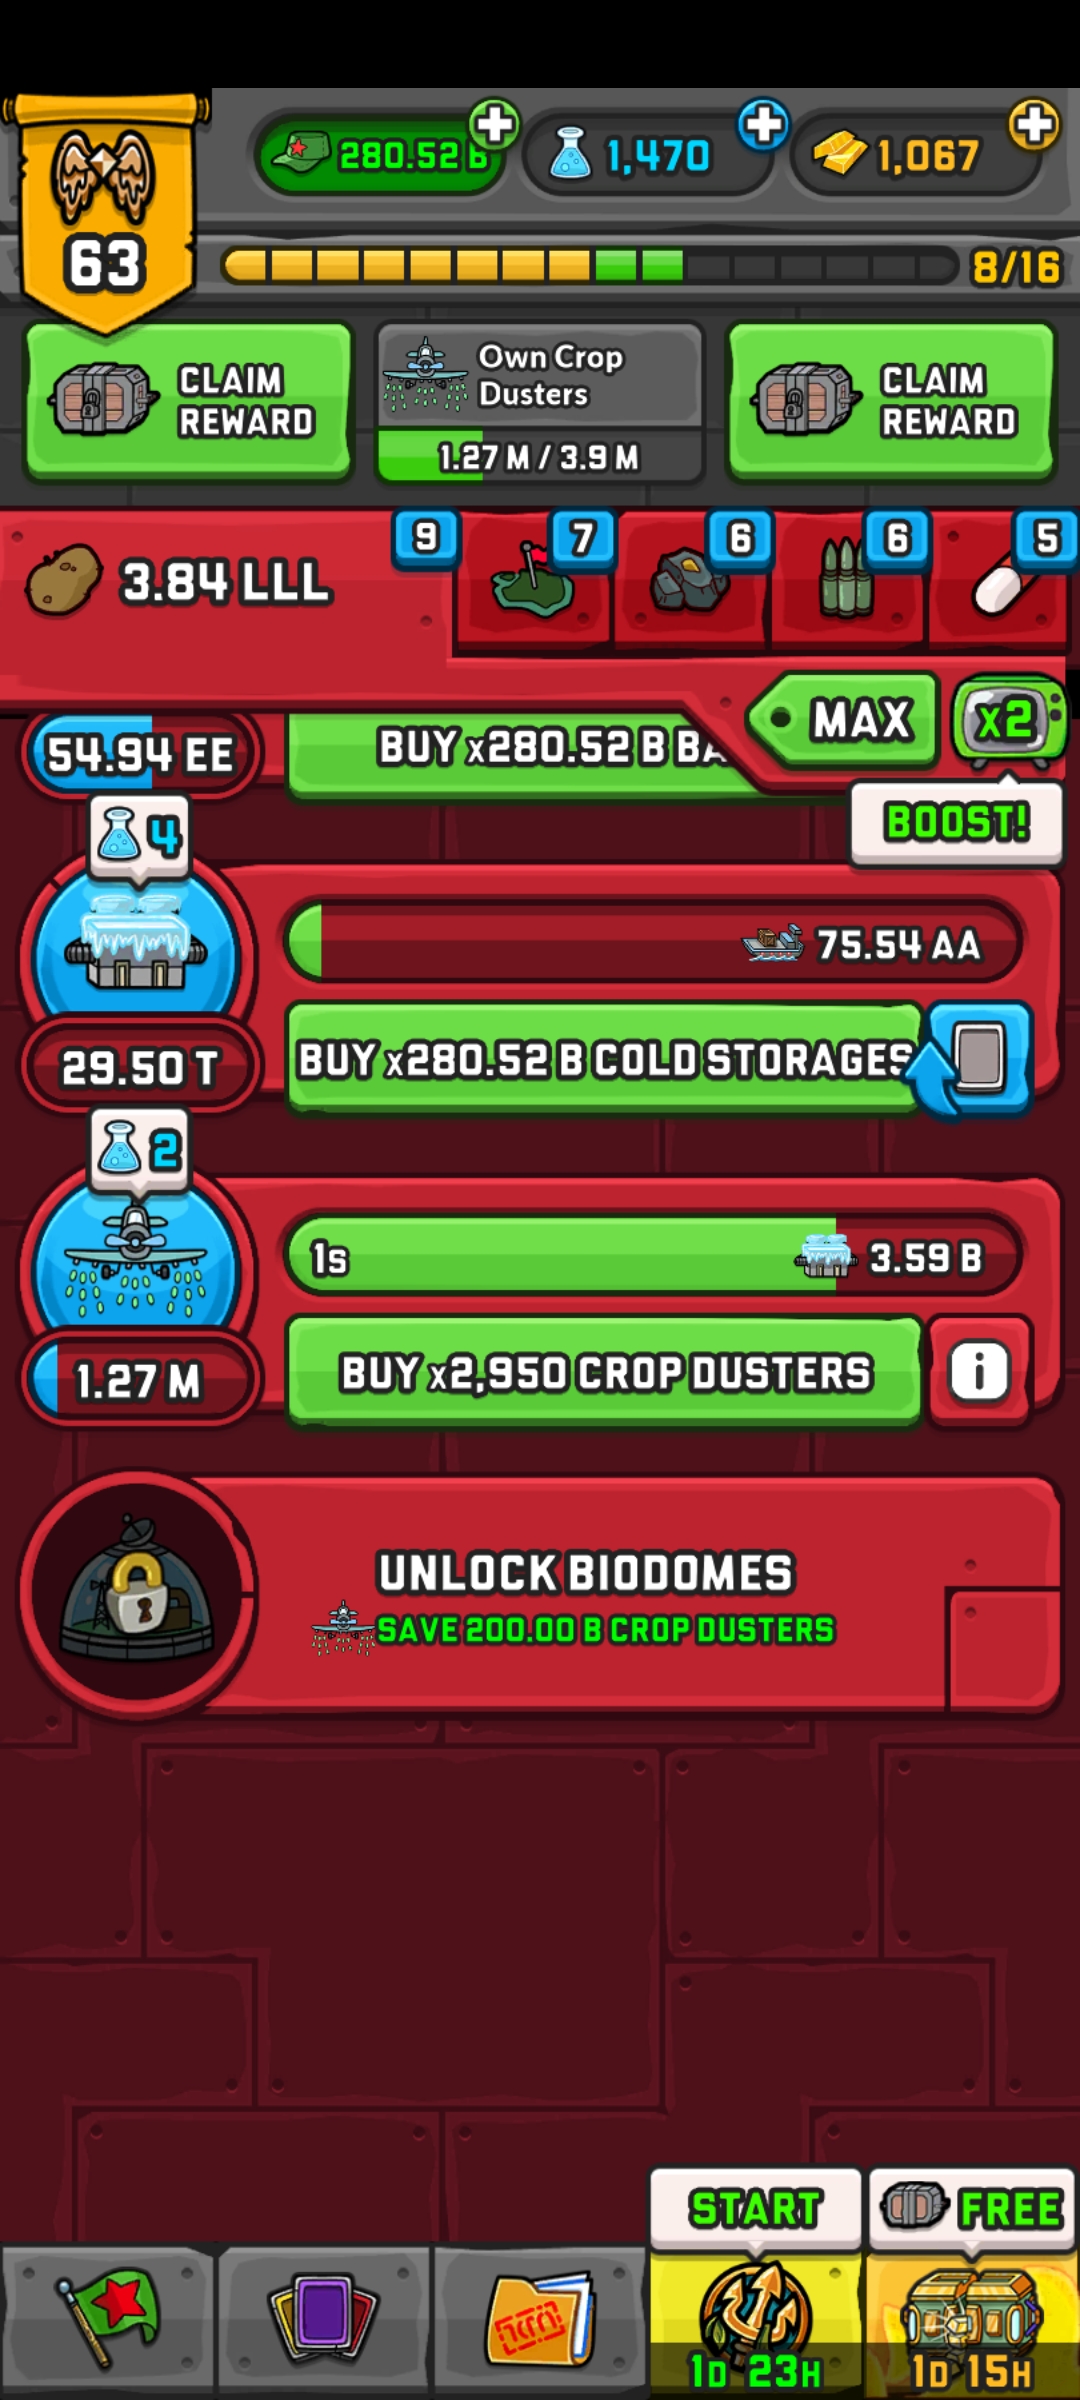 280.52 B
1,470
1,067
63
8/16
CLAIM
REWARD
Own Crop
Dusters
1.27 M / 3.9 M
CLAIM
REWARD
3.84 LLL
9
7
6
6
5
MAX
x2
BOOST!
54.94 EE
BUY x280.52 B BA
4
75.54 AA
29.50 T
BUY x280.52 B COLD STORAGES
2
1s
3.59 B
1.27 M
BUY x2,950 CROP DUSTERS
i
UNLOCK BIODOMES
SAVE 200.00 B CROP DUSTERS
START
FREE
1D 23H
1D 15H